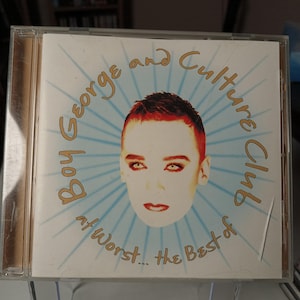 Boy George and Culture Club
at Worst... the Best of